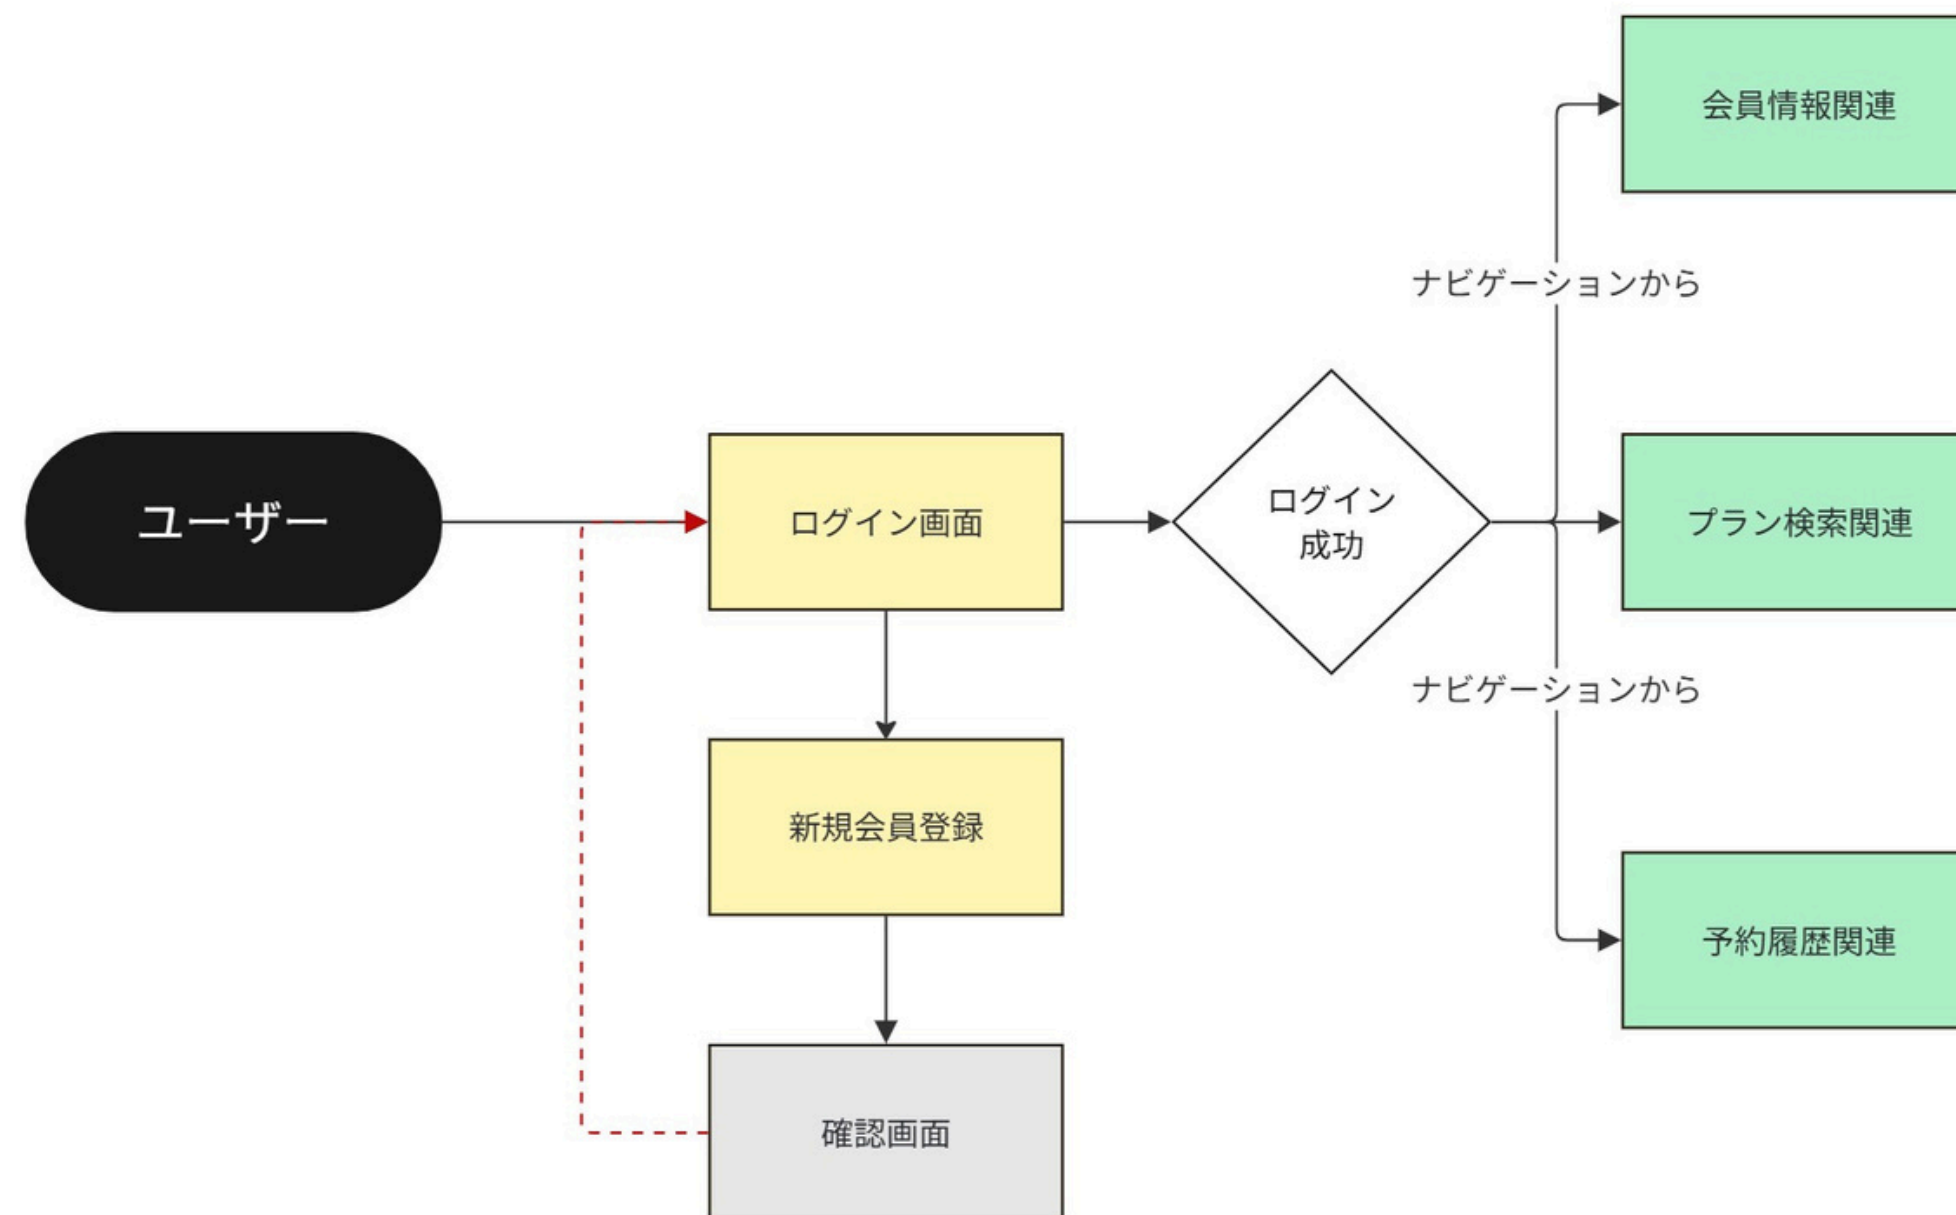 会員情報関連
ナビゲーションから
ユーザー
ログイン画面
ログイン
成功
プラン検索関連
ナビゲーションから
新規会員登録
予約履歴関連
確認画面